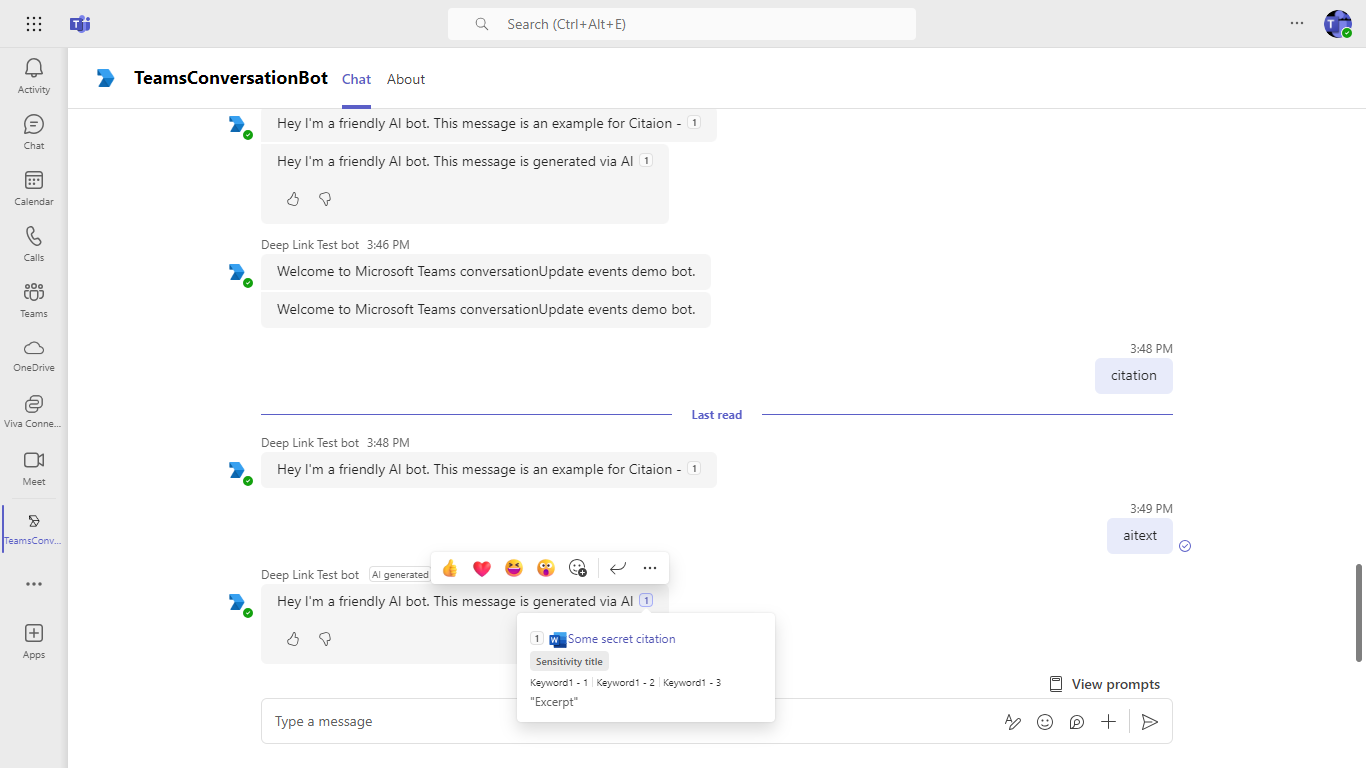 Search (Ctrl+Alt+E)
Activity
Chat
Calendar
Calls
Teams
OneDrive
Viva Conne...
Meet
TeamsConv...
Apps
TeamsConversationBot Chat About
Hey I'm a friendly AI bot. This message is an example for Citaion - 1
Hey I'm a friendly AI bot. This message is generated via AI 1
Deep Link Test bot 3:46 PM
Welcome to Microsoft Teams conversationUpdate events demo bot.
Welcome to Microsoft Teams conversationUpdate events demo bot.
3:48 PM
citation
Last read
Deep Link Test bot 3:48 PM
Hey I'm a friendly AI bot. This message is an example for Citaion - 1
3:49 PM
aitext
Deep Link Test bot AI generated
Hey I'm a friendly AI bot. This message is generated via AI 1
1 Some secret citation
Sensitivity title
Keyword1 - 1 | Keyword1 - 2 | Keyword1 - 3
"Excerpt"
View prompts
Type a message